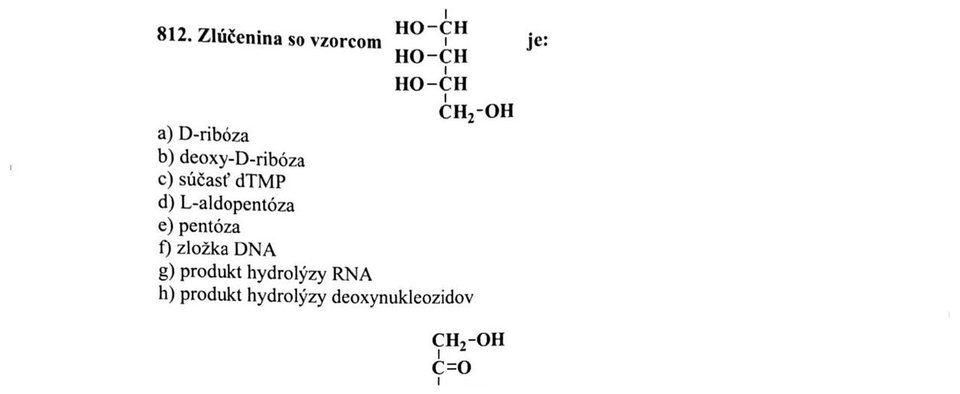 812. Zlúčenina so vzorcom je:
HO-CH
HO-CH
HO-CH
CH₂-OH
a) D-ribóza
b) deoxy-D-ribóza
c) súčasť dTMP
d) L-aldopentóza
e) pentóza
f) zložka DNA
g) produkt hydrolýzy RNA
h) produkt hydrolýzy deoxynukleozidov
CH₂-OH
C=O